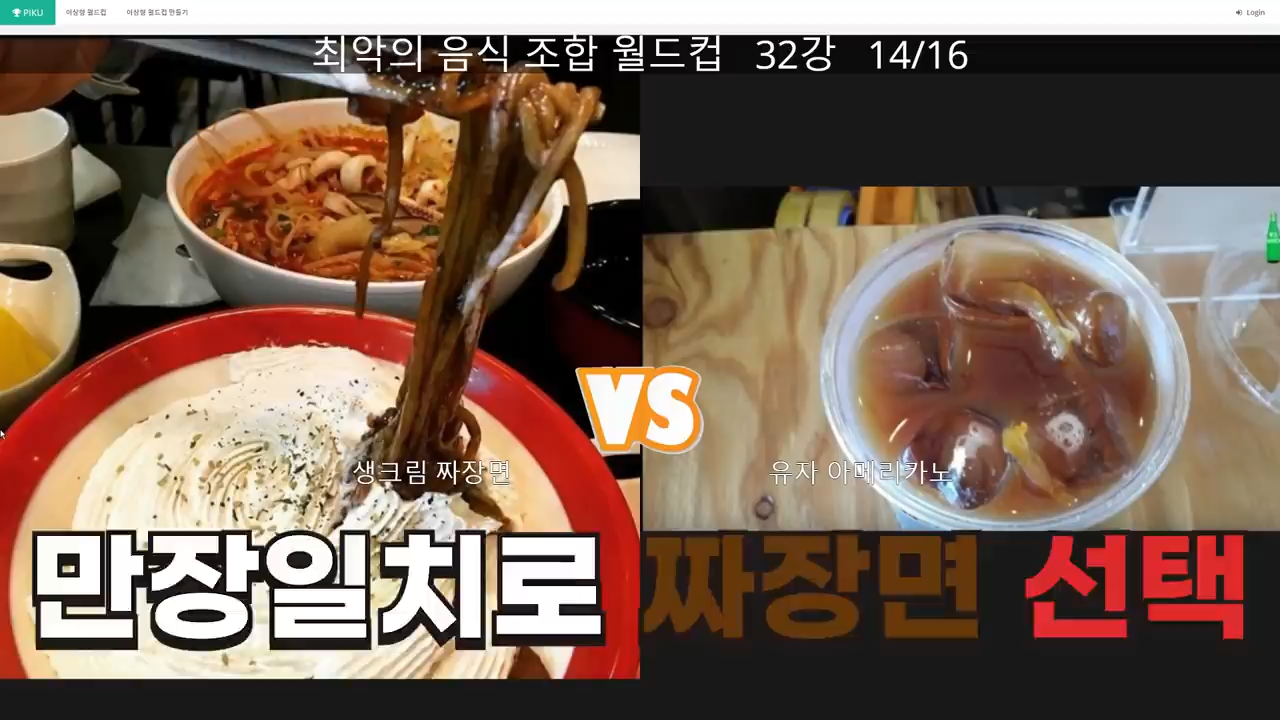 PIKU 이상형 월드컵 이상형 월드컵 만들기 Login
최악의 음식 조합 월드컵 32강 14/16
VS
생크림 짜장면
유자 아메리카노
만장일치로 짜장면 선택